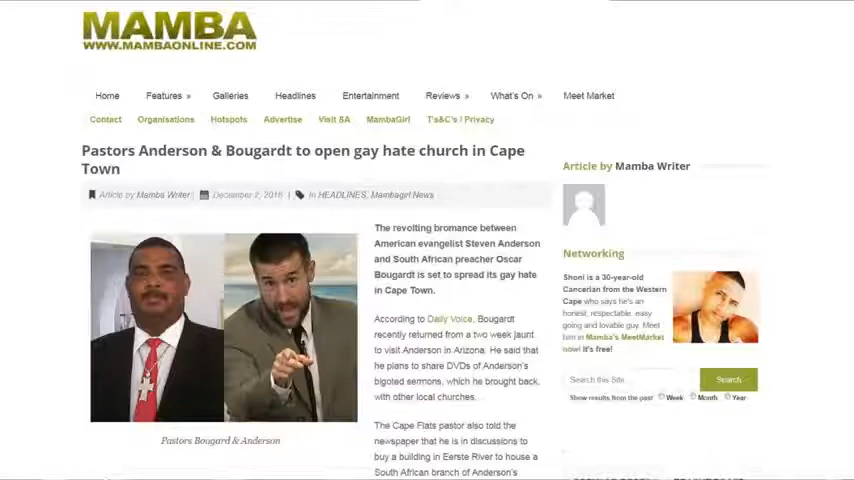 MAMBA
WWW.MAMBAONLINE.COM
Home Features » Galleries Headlines Entertainment Reviews » What's On » Meet Market
Contact Organisations Hotspots Advertise Visit SA MambaGirl T's&C's / Privacy
Pastors Anderson & Bougardt to open gay hate church in Cape
Town
Article by Mamba Writer | December 2, 2016 | In HEADLINES, Mambagirl News
The revolting bromance between
American evangelist Steven Anderson
and South African preacher Oscar
Bougardt is set to spread its gay hate
in Cape Town.
According to Daily Voice, Bougardt
recently returned from a two week jaunt
to visit Anderson in Arizona. He said that
he plans to share DVDs of Anderson's
bigoted sermons, which he brought back,
with other local churches.
The Cape Flats pastor also told the
newspaper that he is in discussions to
buy a building in Eerste River to house a
South African branch of Anderson's
Pastors Bougard & Anderson
Article by Mamba Writer
Networking
Shoni is a 30-year-old
Cancerian from the Western
Cape who says he's an
honest, respectable, easy
going and lovable guy. Meet
him in Mamba's MeetMarket
now! It's free!
Search this Site... Search
Show results from the past Week Month Year